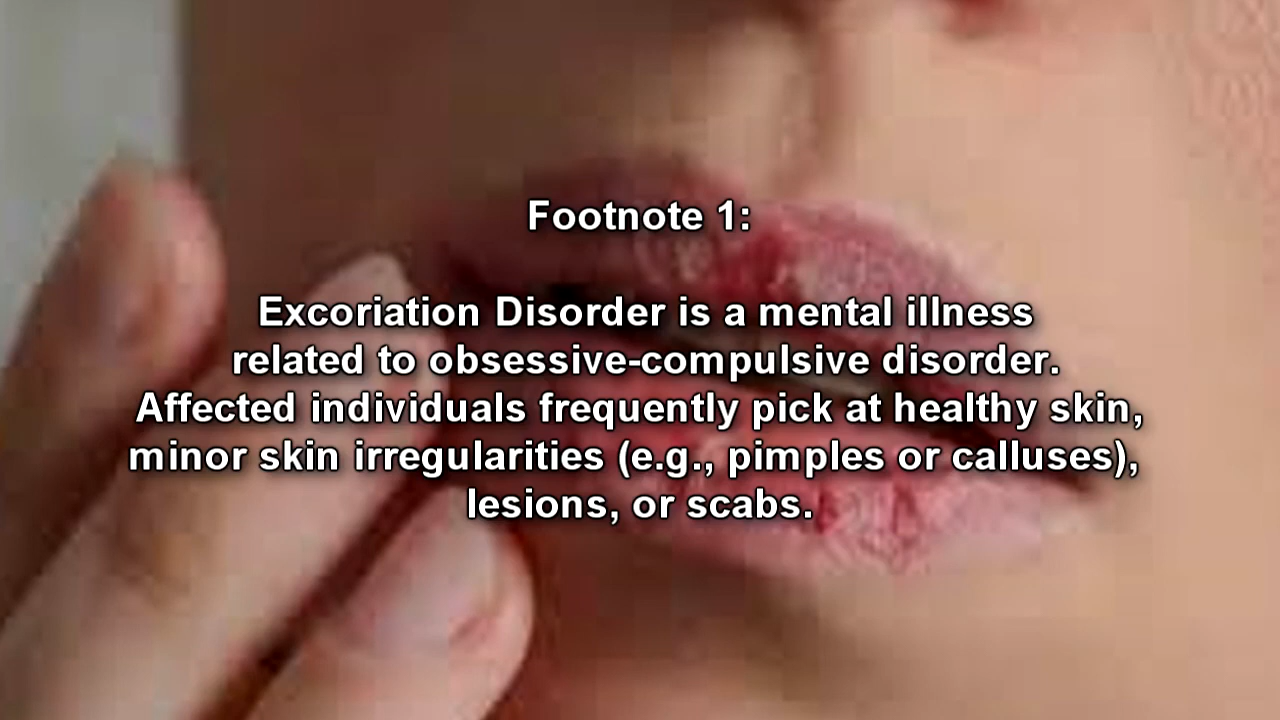 Footnote 1:
Excoriation Disorder is a mental illness
related to obsessive-compulsive disorder.
Affected individuals frequently pick at healthy skin,
minor skin irregularities (e.g., pimples or calluses),
lesions, or scabs.